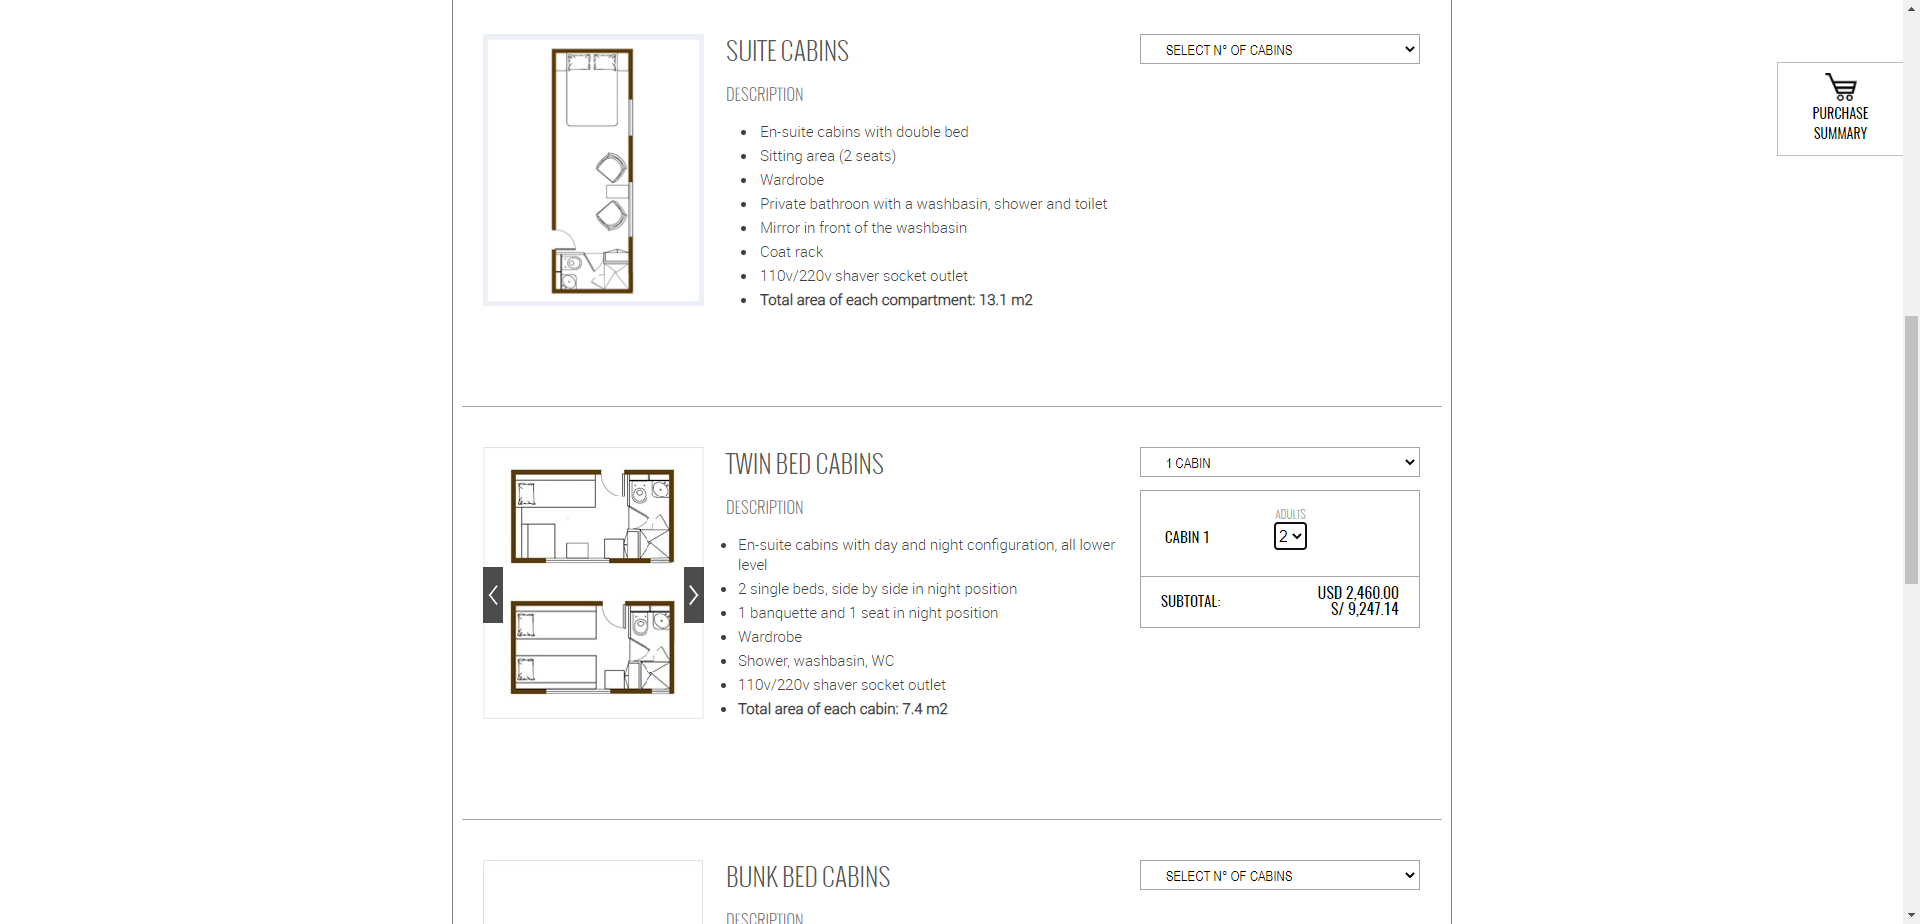 SUITE CABINS
SELECT N° OF CABINS
PURCHASE
SUMMARY
DESCRIPTION
En-suite cabins with double bed
Sitting area (2 seats)
Wardrobe
Private bathroon with a washbasin, shower and toilet
Mirror in front of the washbasin
Coat rack
110v/220v shaver socket outlet
Total area of each compartment: 13.1 m2
TWIN BED CABINS
1 CABIN
DESCRIPTION
ADULTS
CABIN 1
2
En-suite cabins with day and night configuration, all lower
level
2 single beds, side by side in night position
1 banquette and 1 seat in night position
Wardrobe
Shower, washbasin, WC
110v/220v shaver socket outlet
Total area of each cabin: 7.4 m2
SUBTOTAL:
USD 2,460.00
S/ 9,247.14
BUNK BED CABINS
SELECT N° OF CABINS
DESCRIPTION